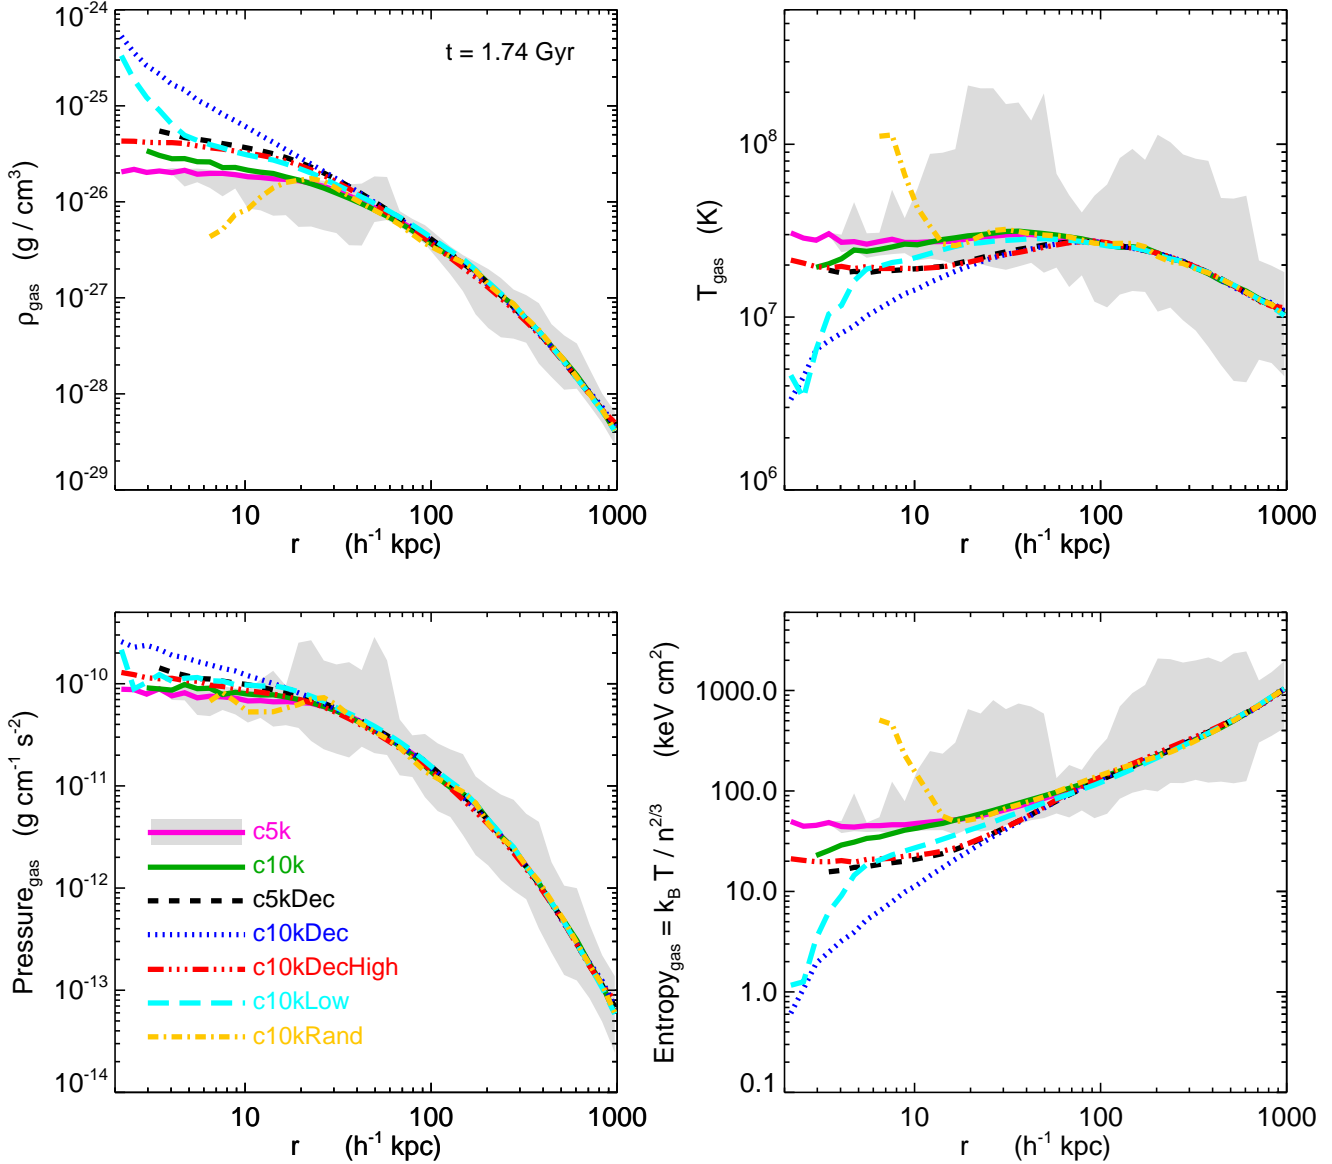 10^-24
10^-25
10^-26
10^-27
10^-28
10^-29
ρgas (g / cm3)
t = 1.74 Gyr
10 100 1000
r (h^-1 kpc)
10^8
10^7
10^6
Tgas (K)
10 100 1000
r (h^-1 kpc)
10^-10
10^-11
10^-12
10^-13
10^-14
Pressuregas (g cm^-1 s^-2)
c5k
c10k
c5kDec
c10kDec
c10kDecHigh
c10kLow
c10kRand
10 100 1000
r (h^-1 kpc)
1000.0
100.0
10.0
1.0
0.1
Entropygas = kB T / n^2/3 (keV cm^2)
10 100 1000
r (h^-1 kpc)